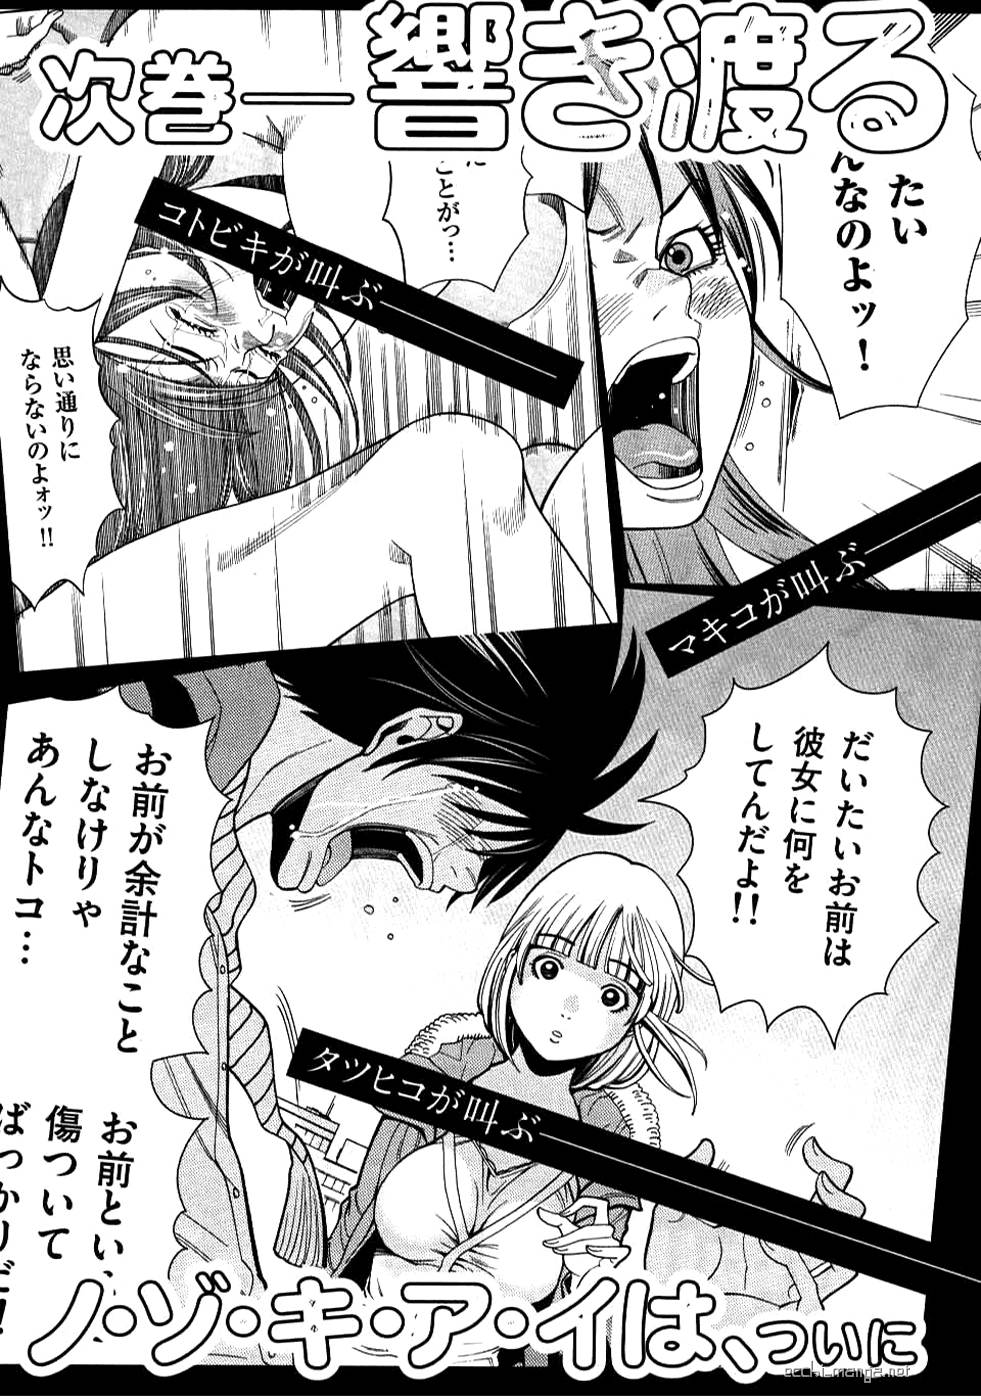 次巻──響き渡る
たい
んなのよッ！
ことがっ…
コトビキが叫ぶ──
思い通りに
ならないのよォッ!!
マキコが叫ぶ──
だいたいお前は
彼女に何を
してんだよ!!
お前が余計なこと
しなけりゃ
あんなトコ…
タツヒコが叫ぶ──
お前とい
傷ついて
ばっかりだ!
ノ・ゾ・キ・ア・イは、ついに
ecchi.manga.net